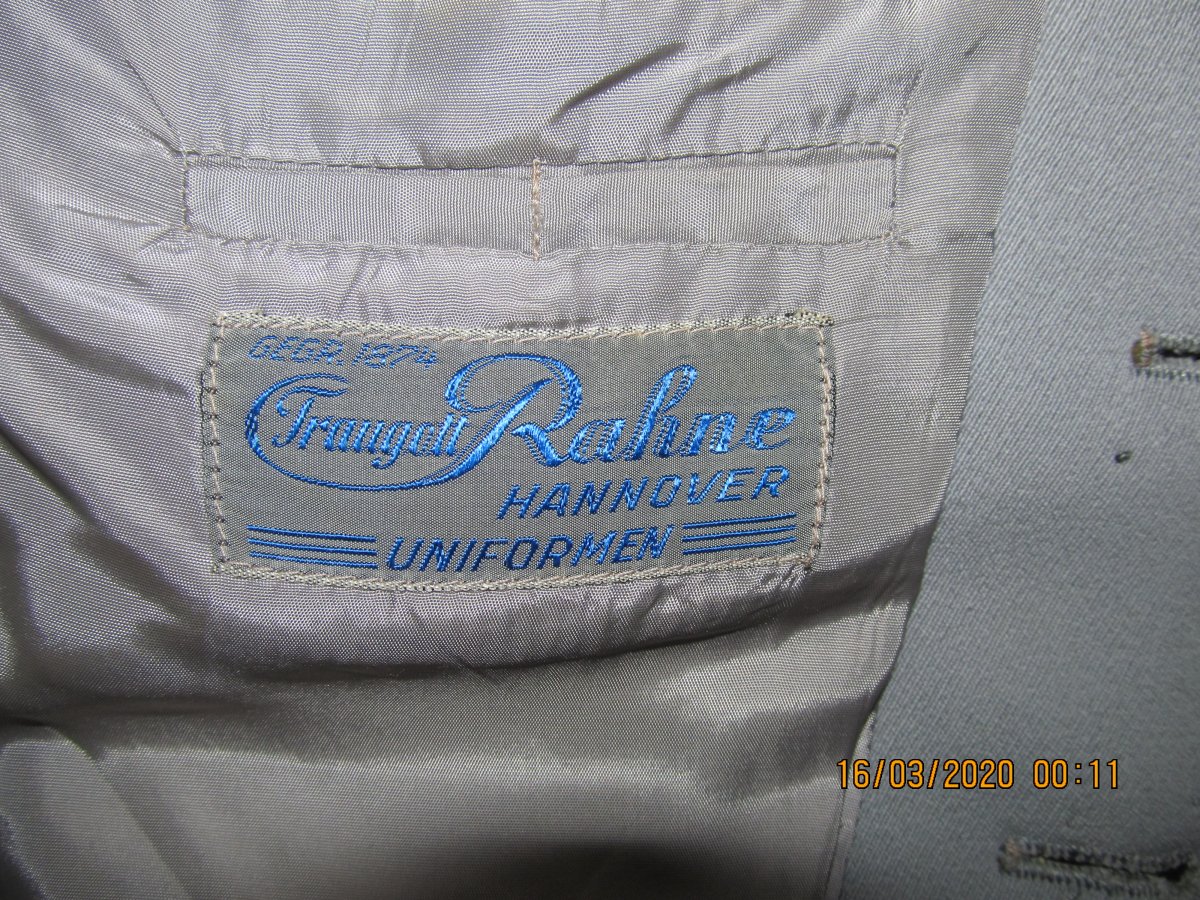 GEGR. 1874
Traugott Rahne
HANNOVER
UNIFORMEN
16/03/2020 00:11